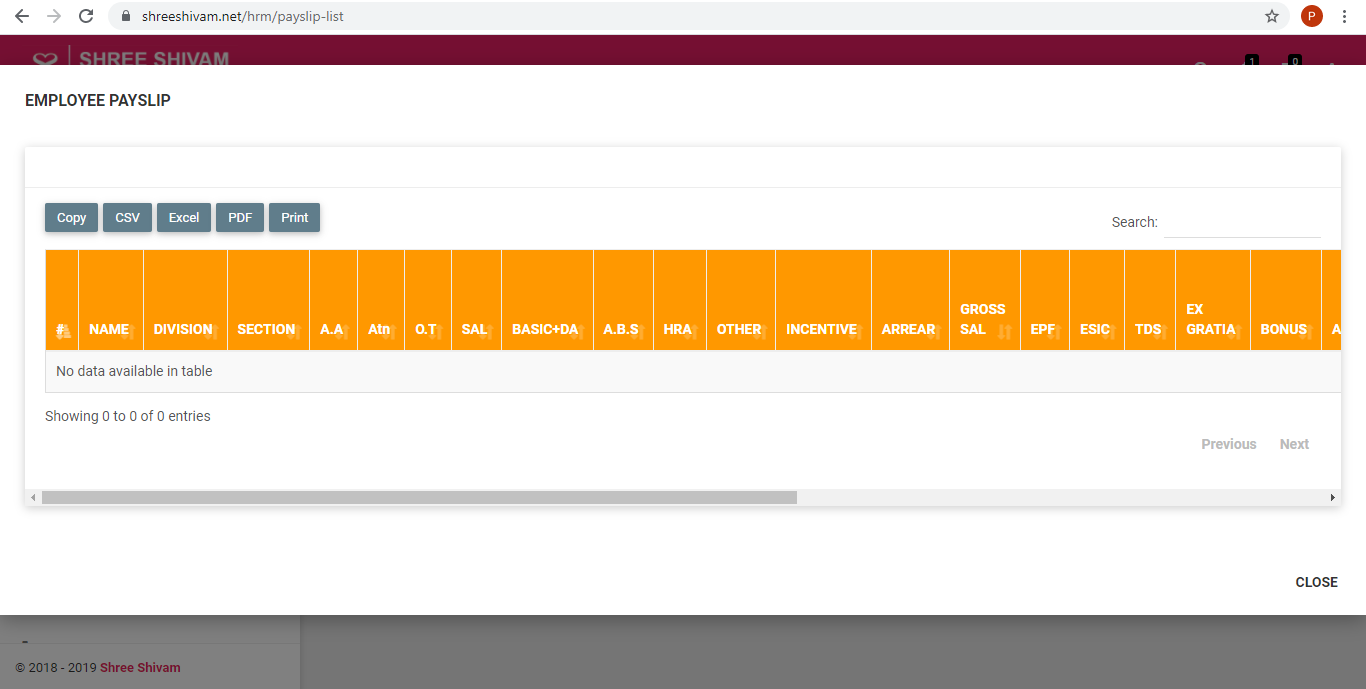 shreeshivam.net/hrm/payslip-list
P
SHREE SHIVAM
1
0
EMPLOYEE PAYSLIP
Copy CSV Excel PDF Print
Search:
# NAME DIVISION SECTION A.A Atn O.T SAL BASIC+DA A.B.S HRA OTHER INCENTIVE ARREAR GROSS SAL EPF ESIC TDS EX GRATIA BONUS A
No data available in table
Showing 0 to 0 of 0 entries
Previous Next
CLOSE
© 2018 - 2019 Shree Shivam